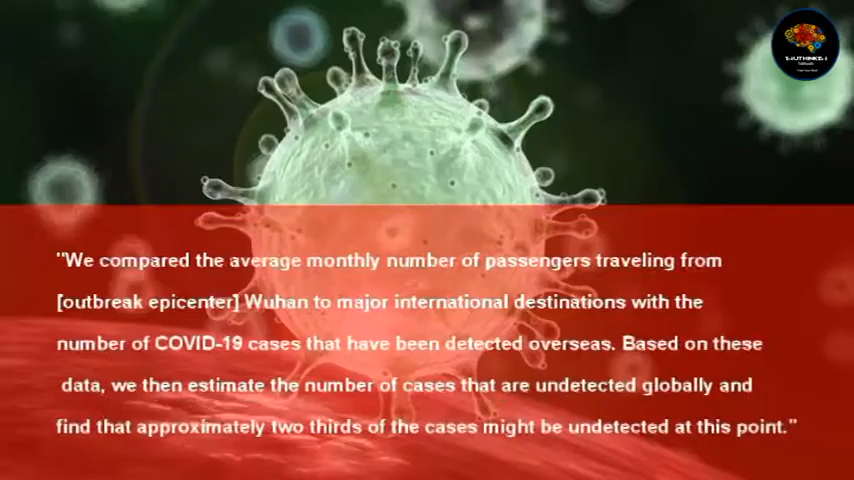 "We compared the average monthly number of passengers traveling from
[outbreak epicenter] Wuhan to major international destinations with the
number of COVID-19 cases that have been detected overseas. Based on these
data, we then estimate the number of cases that are undetected globally and
find that approximately two thirds of the cases might be undetected at this point."